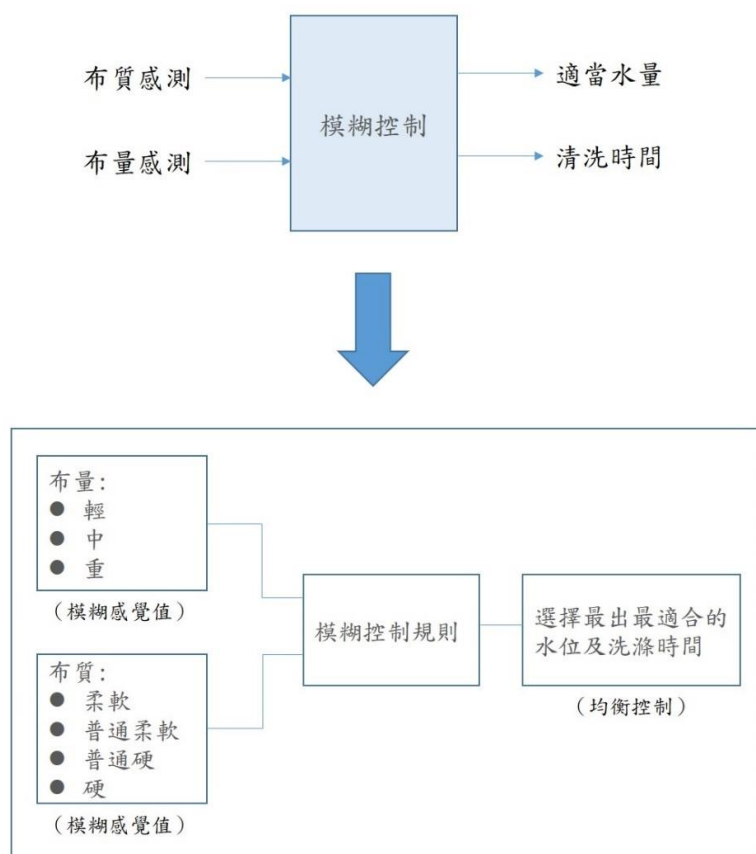 布質感測
適當水量
模糊控制
布量感測
清洗時間
布量:
● 輕
● 中
● 重
(模糊感覺值)
模糊控制規則
選擇最出最適合的
水位及洗滌時間
(均衡控制)
布質:
● 柔軟
● 普通柔軟
● 普通硬
● 硬
(模糊感覺值)